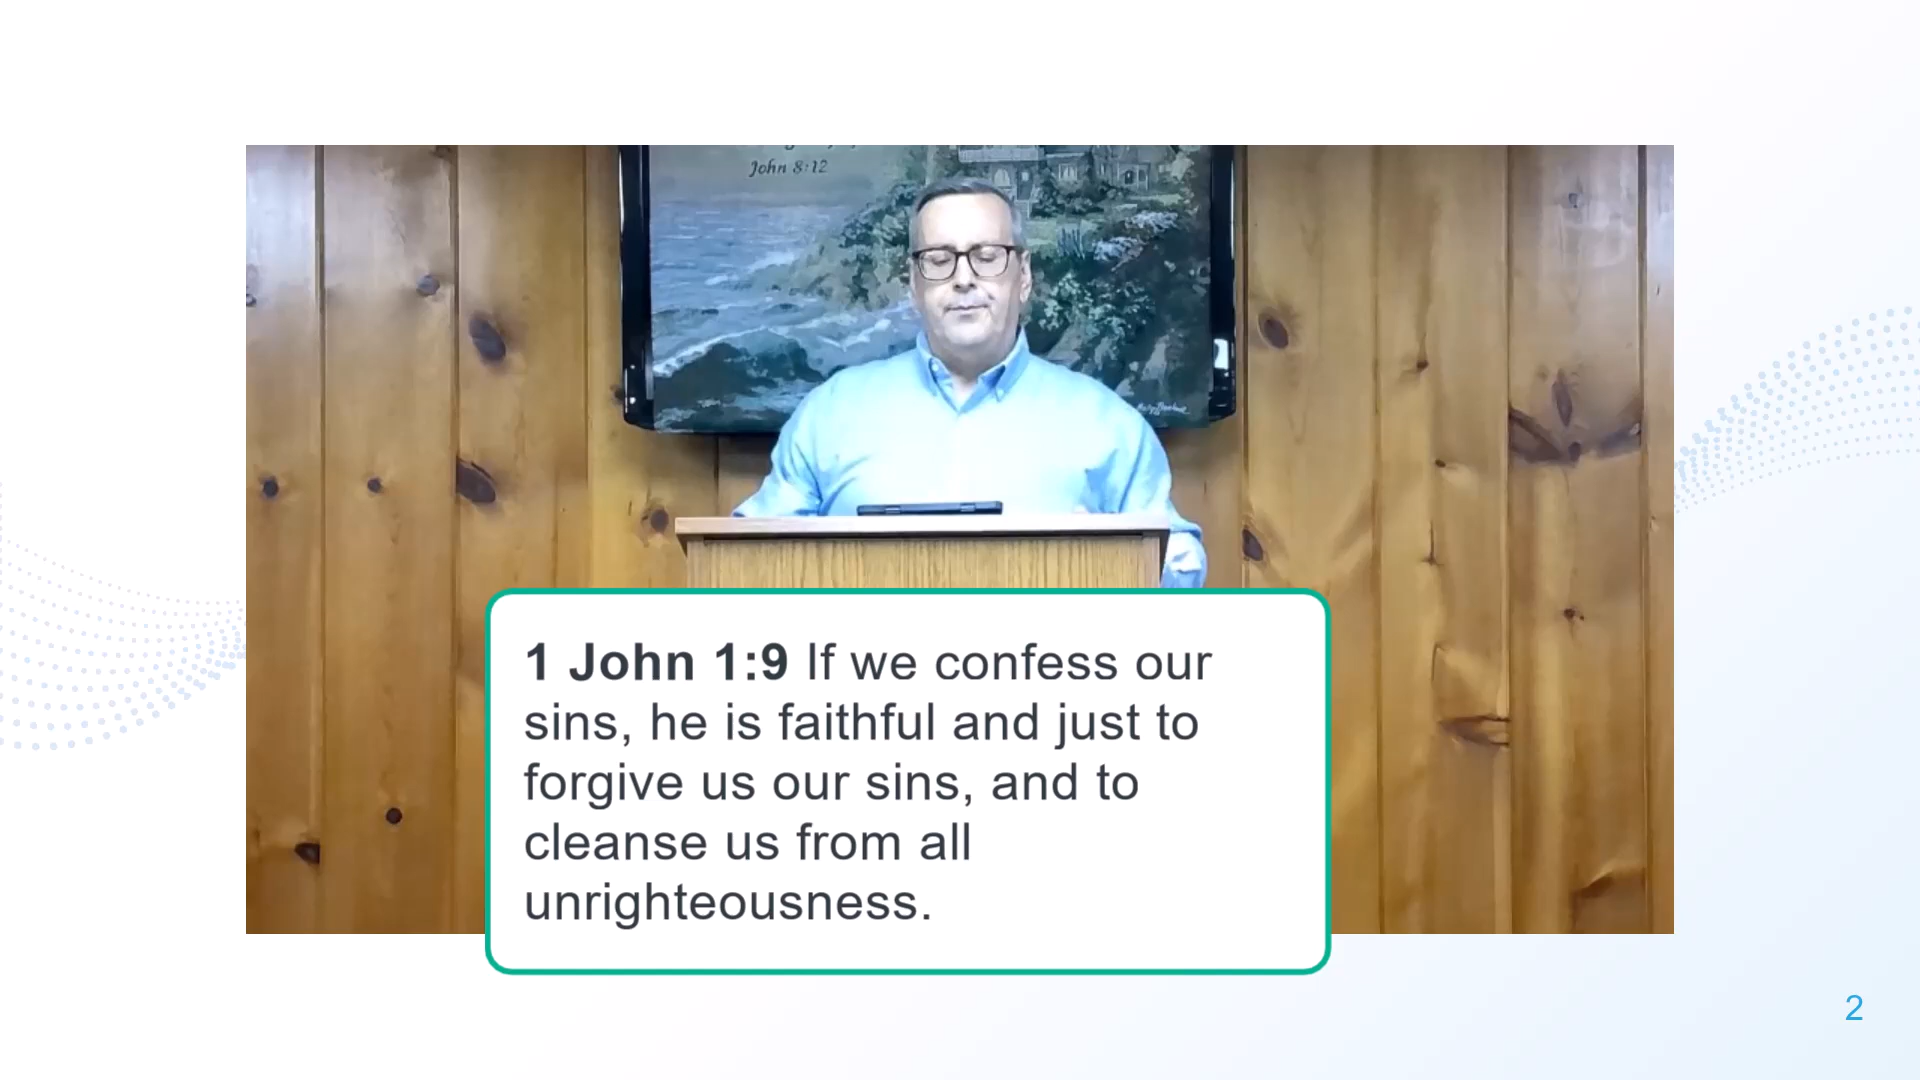 John 8:12
1 John 1:9 If we confess our
sins, he is faithful and just to
forgive us our sins, and to
cleanse us from all
unrighteousness.
2